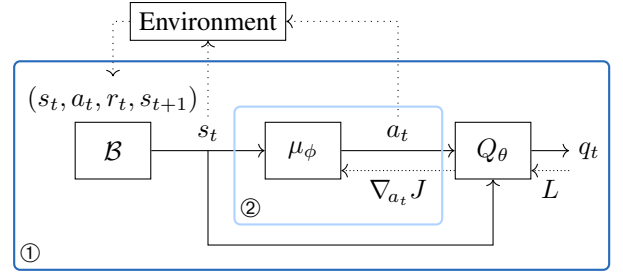 Environment
(s_t, a_t, r_t, s_{t+1})
s_t
a_t
B
μ_ϕ
Q_θ
q_t
∇_{a_t} J
L
②
①